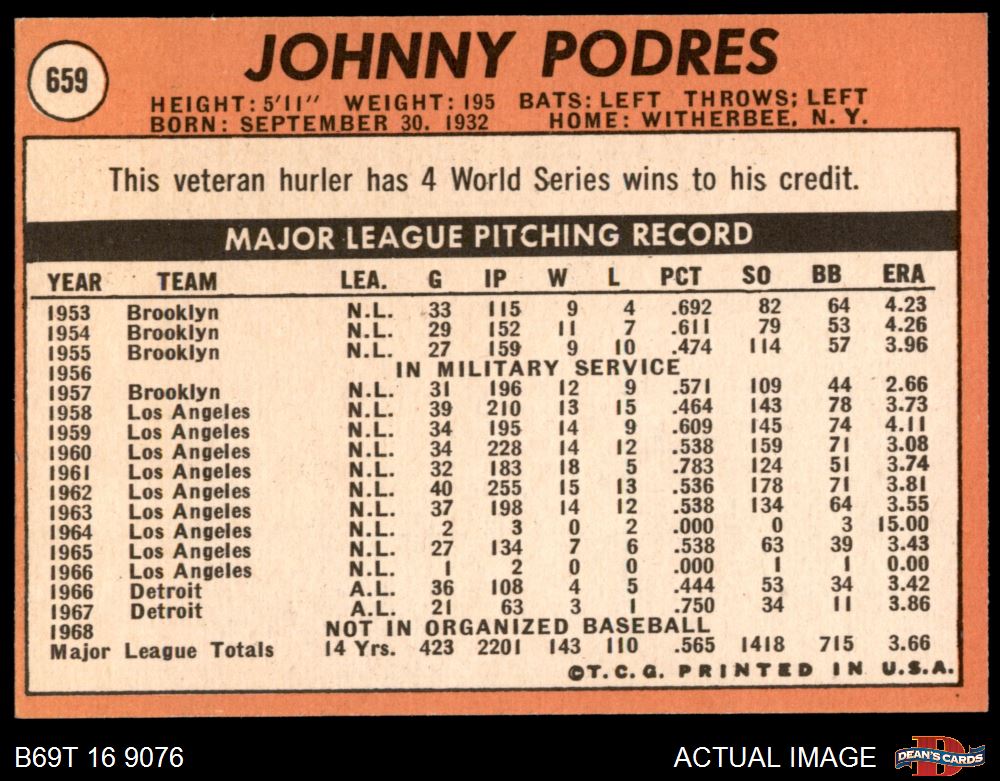 659
JOHNNY PODRES
HEIGHT: 5'11" WEIGHT: 195 BATS: LEFT THROWS; LEFT
BORN: SEPTEMBER 30. 1932 HOME: WITHERBEE, N. Y.
This veteran hurler has 4 World Series wins to his credit.
MAJOR LEAGUE PITCHING RECORD
YEAR TEAM LEA. G IP W L PCT SO BB ERA
1953 Brooklyn N.L. 33 115 9 4 .692 82 64 4.23
1954 Brooklyn N.L. 29 152 11 7 .611 79 53 4.26
1955 Brooklyn N.L. 27 159 9 10 .474 114 57 3.96
1956 IN MILITARY SERVICE
1957 Brooklyn N.L. 31 196 12 9 .571 109 44 2.66
1958 Los Angeles N.L. 39 210 13 15 .464 143 78 3.73
1959 Los Angeles N.L. 34 195 14 9 .609 145 74 4.11
1960 Los Angeles N.L. 34 228 14 12 .538 159 71 3.08
1961 Los Angeles N.L. 32 183 18 5 .783 124 51 3.74
1962 Los Angeles N.L. 40 255 15 13 .536 178 71 3.81
1963 Los Angeles N.L. 37 198 14 12 .538 134 64 3.55
1964 Los Angeles N.L. 2 3 0 2 .000 0 3 15.00
1965 Los Angeles N.L. 27 134 7 6 .538 63 39 3.43
1966 Los Angeles N.L. 1 2 0 0 .000 1 1 0.00
1966 Detroit A.L. 36 108 4 5 .444 53 34 3.42
1967 Detroit A.L. 21 63 3 1 .750 34 11 3.86
1968 NOT IN ORGANIZED BASEBALL
Major League Totals 14 Yrs. 423 2201 143 110 .565 1418 715 3.66
©T.C.G. PRINTED IN U.S.A.
B69T 16 9076 ACTUAL IMAGE DEAN'S CARDS